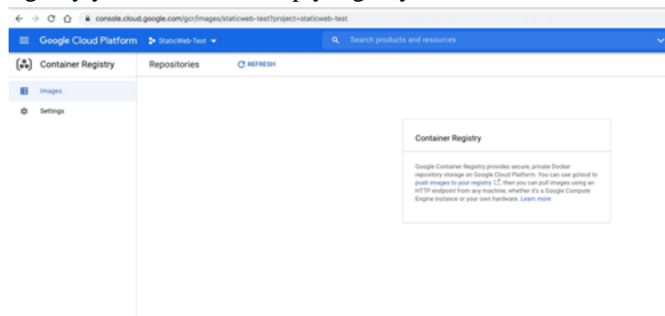 console.cloud.google.com/gcr/images/staticweb-test?project=staticweb-test
Google Cloud Platform StaticWeb-Test Search products and resources
Container Registry Repositories REFRESH
Images
Settings
Container Registry
Google Container Registry provides secure, private Docker
repository storage on Google Cloud Platform. You can use gcloud to
push images to your registry, then you can pull images using an
HTTP endpoint from any machine, whether it's a Google Compute
Engine instance or your own hardware. Learn more